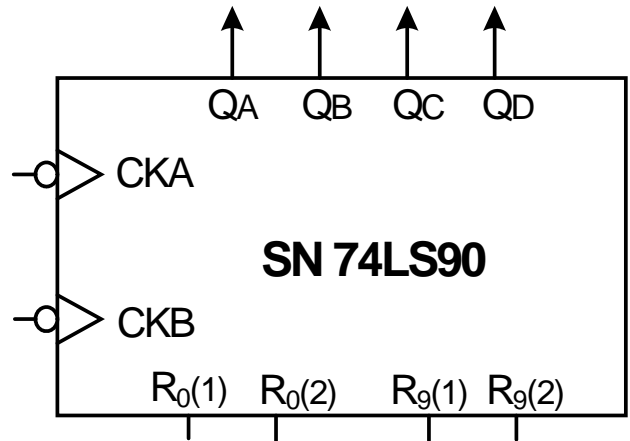 QA QB QC QD
CKA
SN 74LS90
CKB
R₀(1) R₀(2) R₉(1) R₉(2)